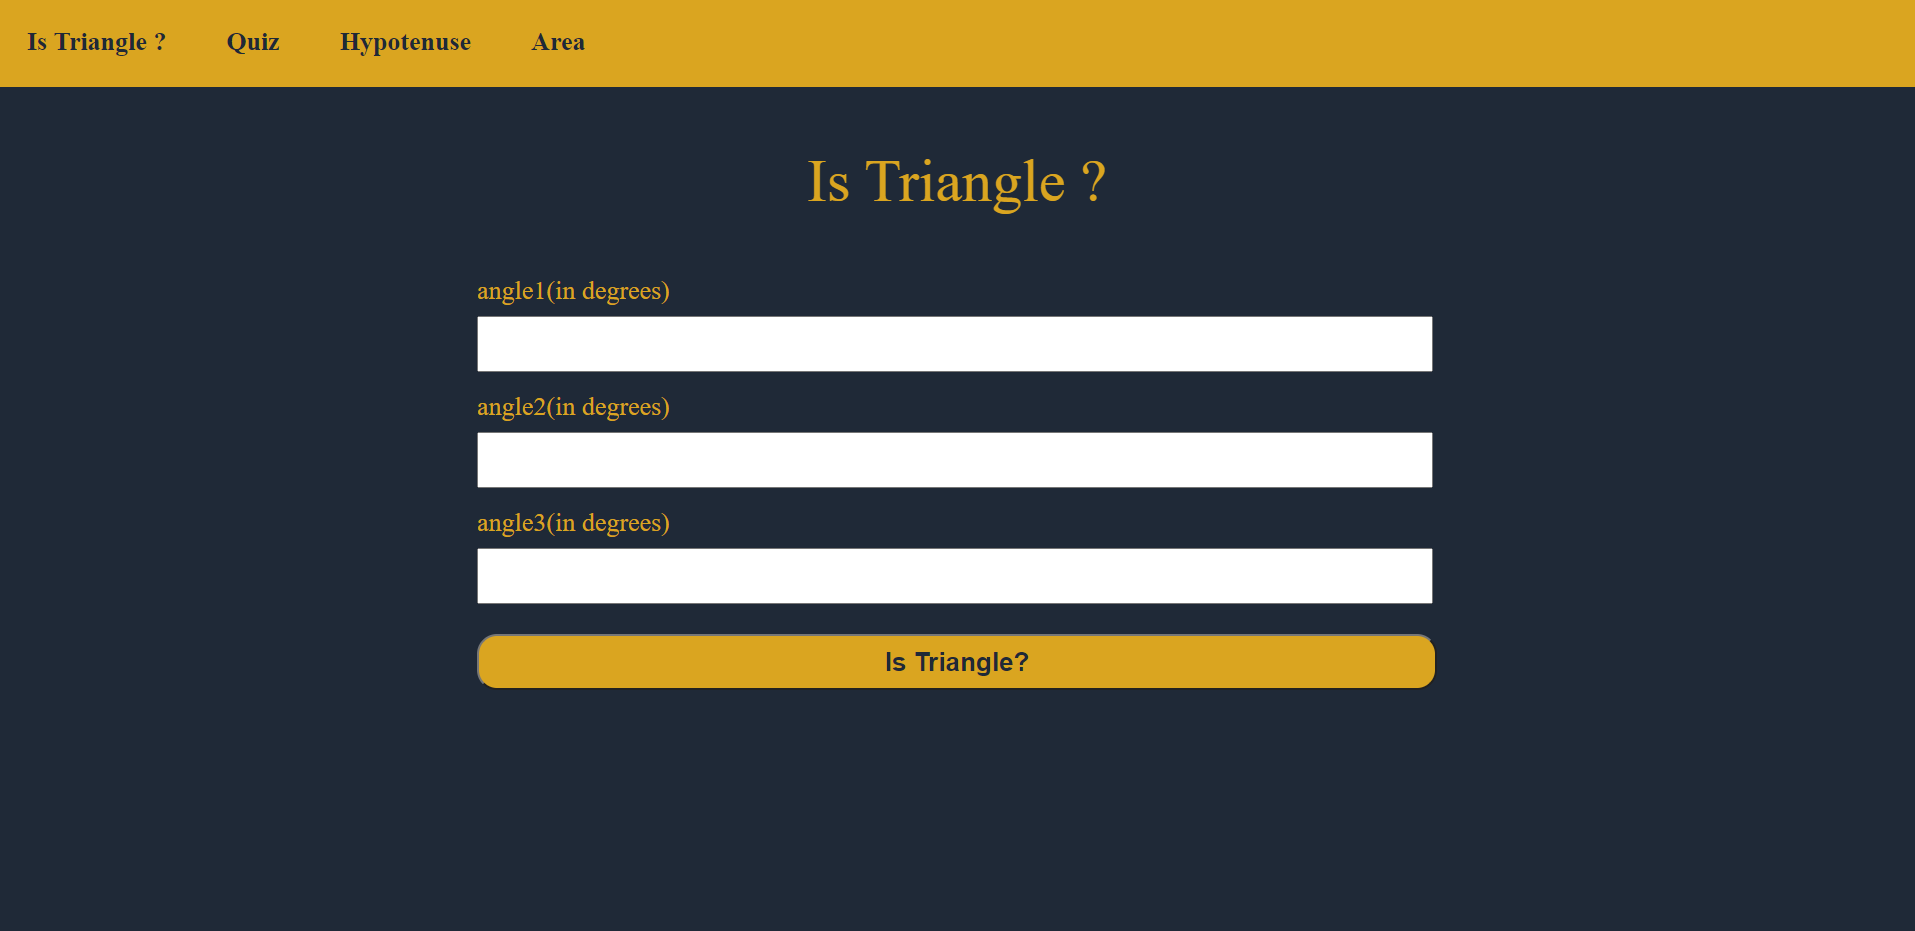 Is Triangle ? Quiz Hypotenuse Area
Is Triangle ?
angle1(in degrees)
angle2(in degrees)
angle3(in degrees)
Is Triangle?